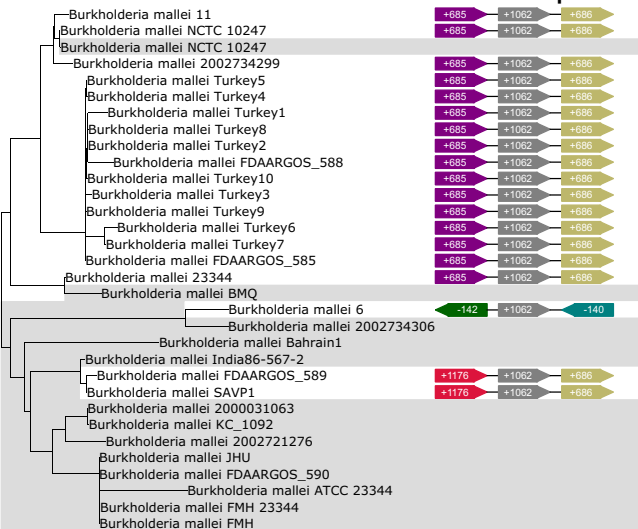 Burkholderia mallei 11 +685 +1062 +686
Burkholderia mallei NCTC 10247 +685 +1062 +686
Burkholderia mallei NCTC 10247
Burkholderia mallei 2002734299 +685 +1062 +686
Burkholderia mallei Turkey5 +685 +1062 +686
Burkholderia mallei Turkey4 +685 +1062 +686
Burkholderia mallei Turkey1 +685 +1062 +686
Burkholderia mallei Turkey8 +685 +1062 +686
Burkholderia mallei Turkey2 +685 +1062 +686
Burkholderia mallei FDAARGOS_588 +685 +1062 +686
Burkholderia mallei Turkey10 +685 +1062 +686
Burkholderia mallei Turkey3 +685 +1062 +686
Burkholderia mallei Turkey9 +685 +1062 +686
Burkholderia mallei Turkey6 +685 +1062 +686
Burkholderia mallei Turkey7 +685 +1062 +686
Burkholderia mallei FDAARGOS_585 +685 +1062 +686
Burkholderia mallei 23344 +685 +1062 +686
Burkholderia mallei BMQ
Burkholderia mallei 6 -142 +1062 -140
Burkholderia mallei 2002734306
Burkholderia mallei Bahrain1
Burkholderia mallei India86-567-2
Burkholderia mallei FDAARGOS_589 +1176 +1062 +686
Burkholderia mallei SAVP1 +1176 +1062 +686
Burkholderia mallei 2000031063
Burkholderia mallei KC_1092
Burkholderia mallei 2002721276
Burkholderia mallei JHU
Burkholderia mallei FDAARGOS_590
Burkholderia mallei ATCC 23344
Burkholderia mallei FMH 23344
Burkholderia mallei FMH